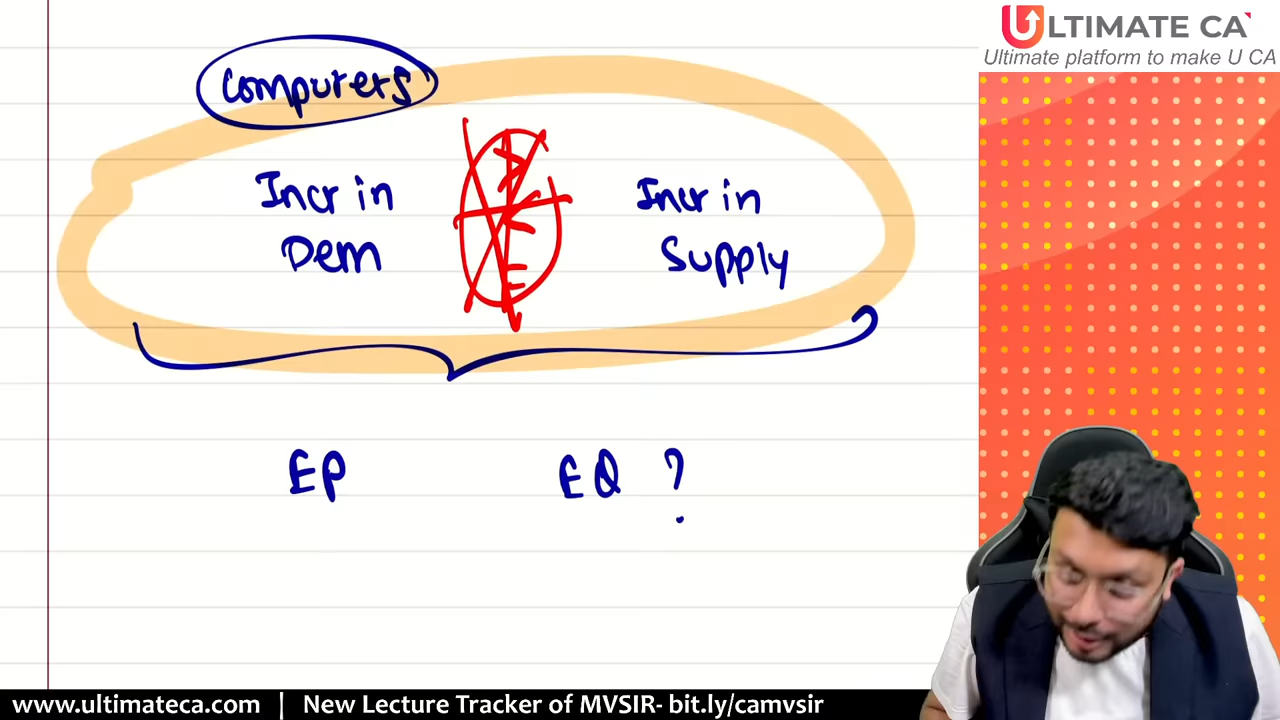 ULTIMATE CA
Ultimate platform to make U CA
Computers
Incr in
Dem
Incr in
Supply
EP
EQ ?
www.ultimateca.com | New Lecture Tracker of MVSIR- bit.ly/camvsir